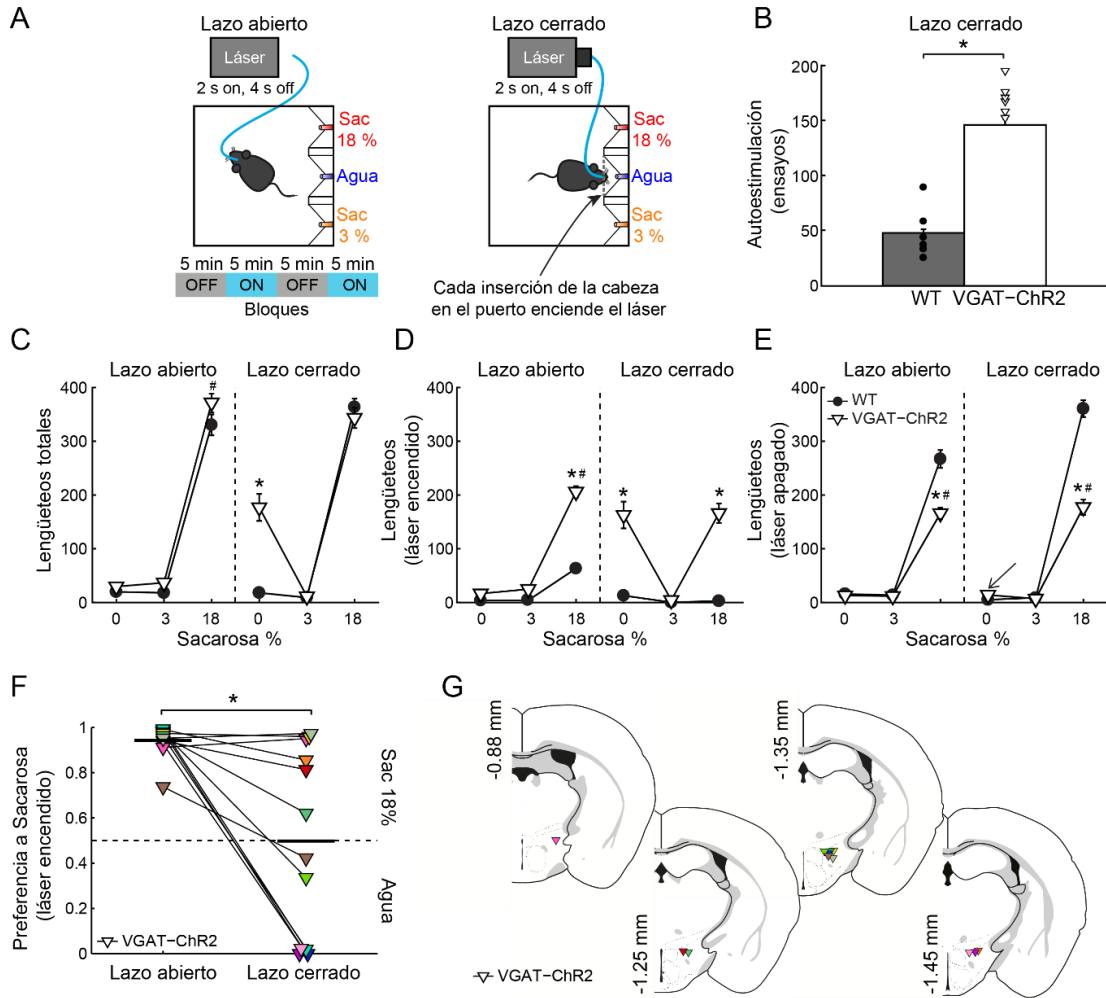 A
Lazo abierto
Láser
2 s on, 4 s off
Sac
18 %
Agua
Sac
3 %
5 min 5 min 5 min 5 min
OFF ON OFF ON
Bloques
Lazo cerrado
Láser
2 s on, 4 s off
Sac
18 %
Agua
Sac
3 %
Cada inserción de la cabeza
en el puerto enciende el láser
B
Lazo cerrado
*
Autoestimulación
(ensayos)
200
150
100
50
0
WT VGAT−ChR2
C
Lazo abierto Lazo cerrado
Lengüeteos totales
400
300
200
100
0
#
*
0 3 18 0 3 18
Sacarosa %
D
Lazo abierto Lazo cerrado
Lengüeteos
(láser encendido)
400
300
200
100
0
*#
* *
0 3 18 0 3 18
Sacarosa %
E
Lazo abierto Lazo cerrado
Lengüeteos
(láser apagado)
400
300
200
100
0
WT
VGAT−ChR2
*# *#
0 3 0 3 18
Sacarosa %
F
*
Preferencia a Sacarosa
(láser encendido)
1
0.8
0.6
0.4
0.2
0
Sac 18%
Agua
VGAT−ChR2
Lazo abierto Lazo cerrado
G
-0.88 mm
-1.35 mm
-1.25 mm
-1.45 mm
VGAT−ChR2